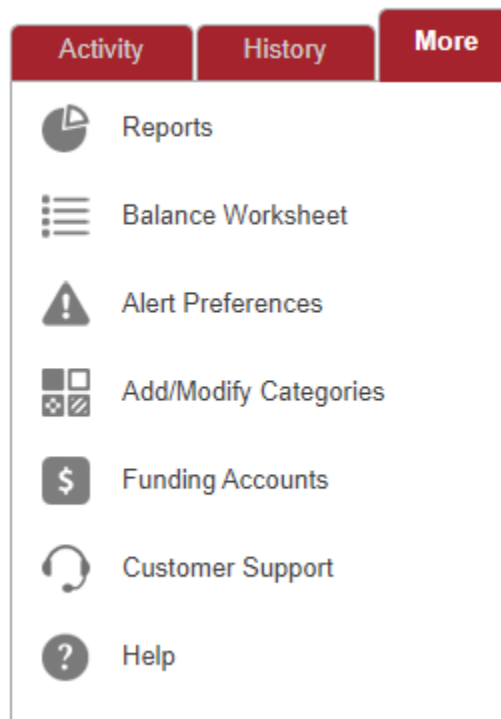 Activity History More
Reports
Balance Worksheet
Alert Preferences
Add/Modify Categories
$ Funding Accounts
Customer Support
? Help